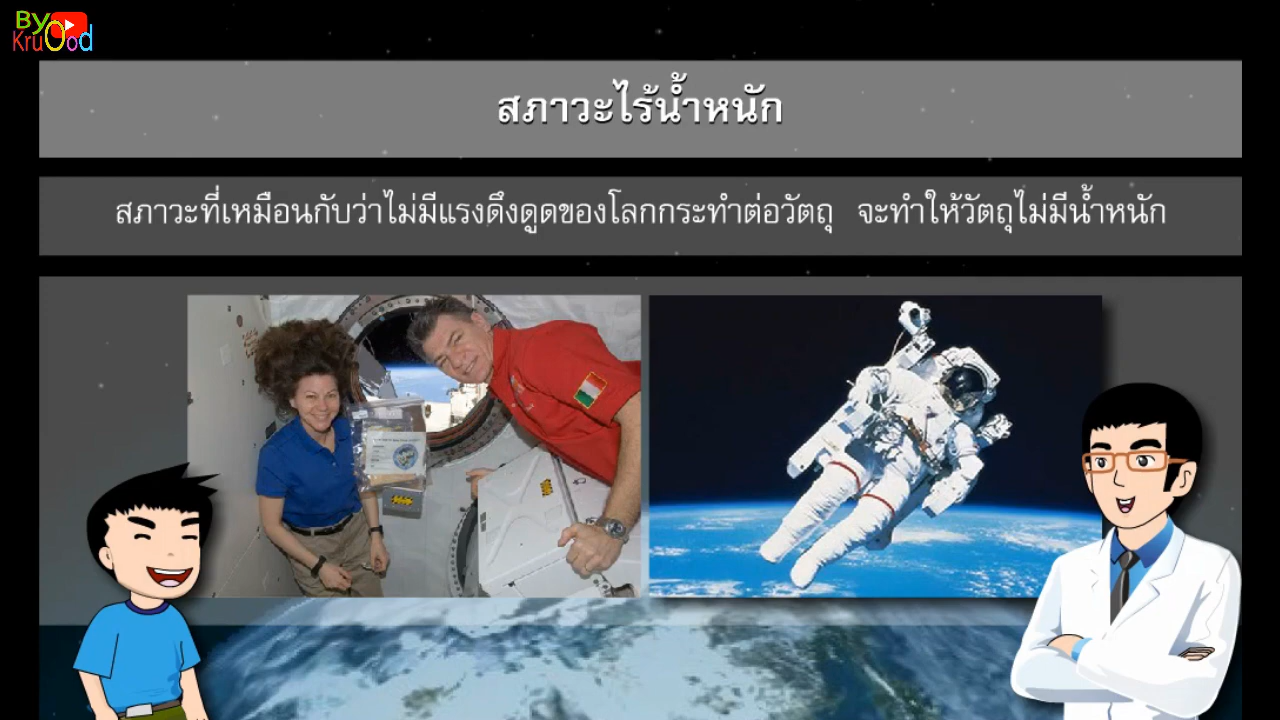 By
KruOod
สภาวะไร้น้ำหนัก
สภาวะที่เหมือนกับว่าไม่มีแรงดึงดูดของโลกกระทำต่อวัตถุ จะทำให้วัตถุไม่มีน้ำหนัก